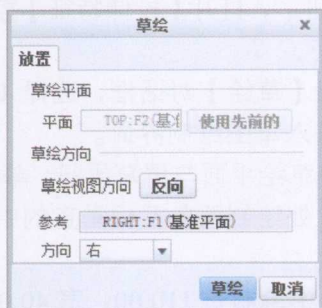 草绘
放置
草绘平面
平面 TOP:F2(基准 使用先前的
草绘方向
草绘视图方向 反向
参考 RIGHT:F1(基准平面)
方向 右
草绘 取消